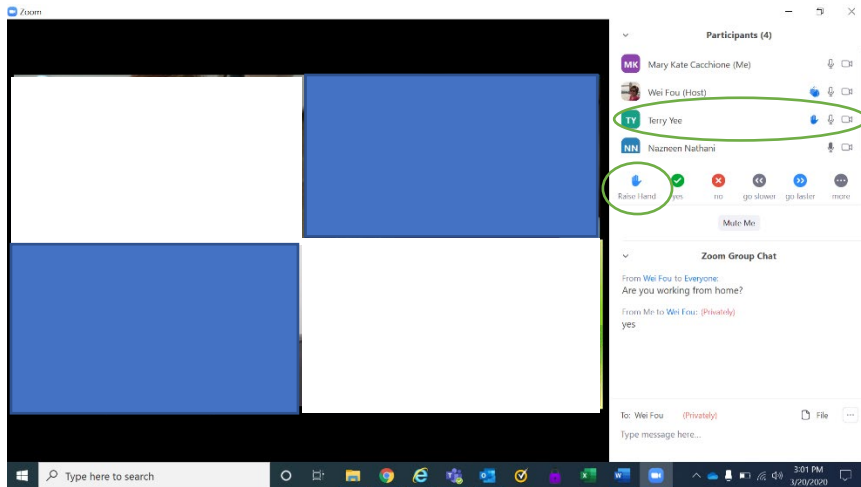 Zoom
Participants (4)
MK Mary Kate Cacchione (Me)
Wei Fou (Host)
TY Terry Yee
NN Nazneen Nathani
Raise Hand yes no go slower go faster more
Mute Me
Zoom Group Chat
From Wei Fou to Everyone:
Are you working from home?
From Me to Wei Fou: (Privately)
yes
To: Wei Fou (Privately) File
Type message here...
Type here to search
3:01 PM
3/20/2020